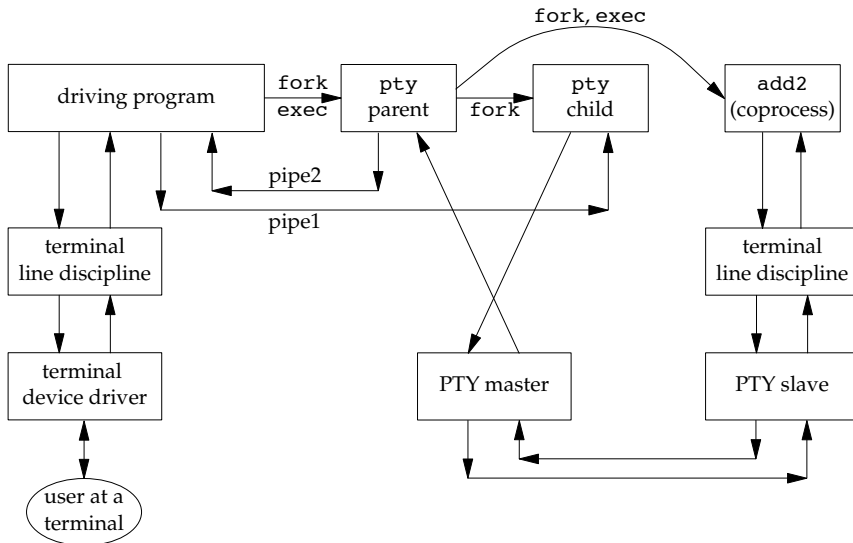 fork, exec
driving program
fork
exec
pty
parent
fork
pty
child
add2
(coprocess)
pipe2
pipe1
terminal
line discipline
terminal
line discipline
terminal
device driver
PTY master
PTY slave
user at a
terminal